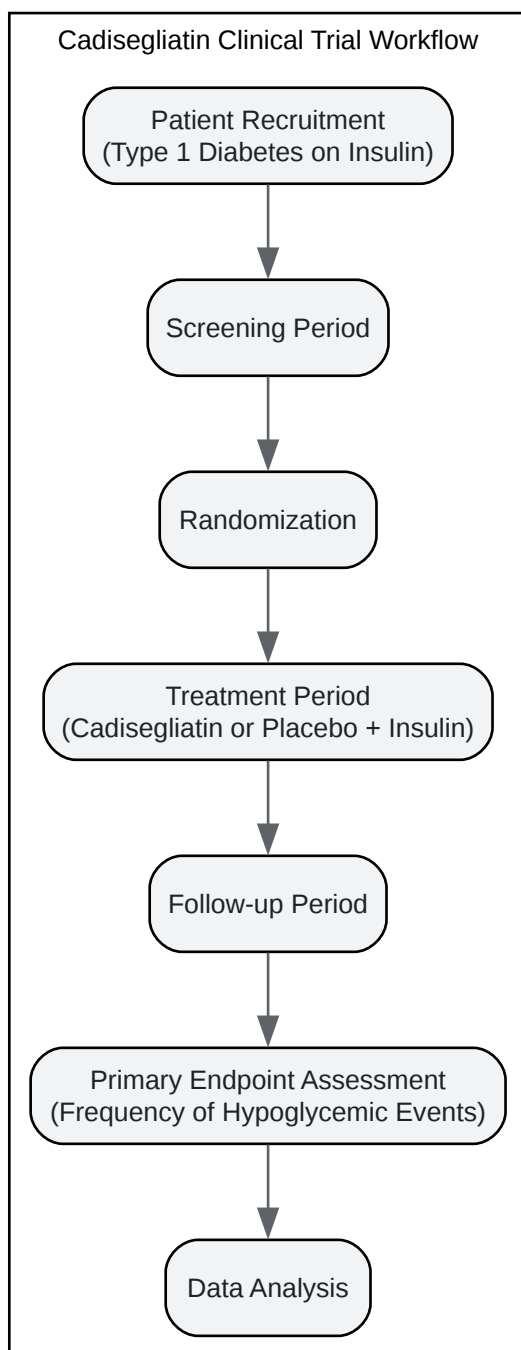 Cadisegliatin Clinical Trial Workflow
Patient Recruitment
(Type 1 Diabetes on Insulin)
Screening Period
Randomization
Treatment Period
(Cadisegliatin or Placebo + Insulin)
Follow-up Period
Primary Endpoint Assessment
(Frequency of Hypoglycemic Events)
Data Analysis